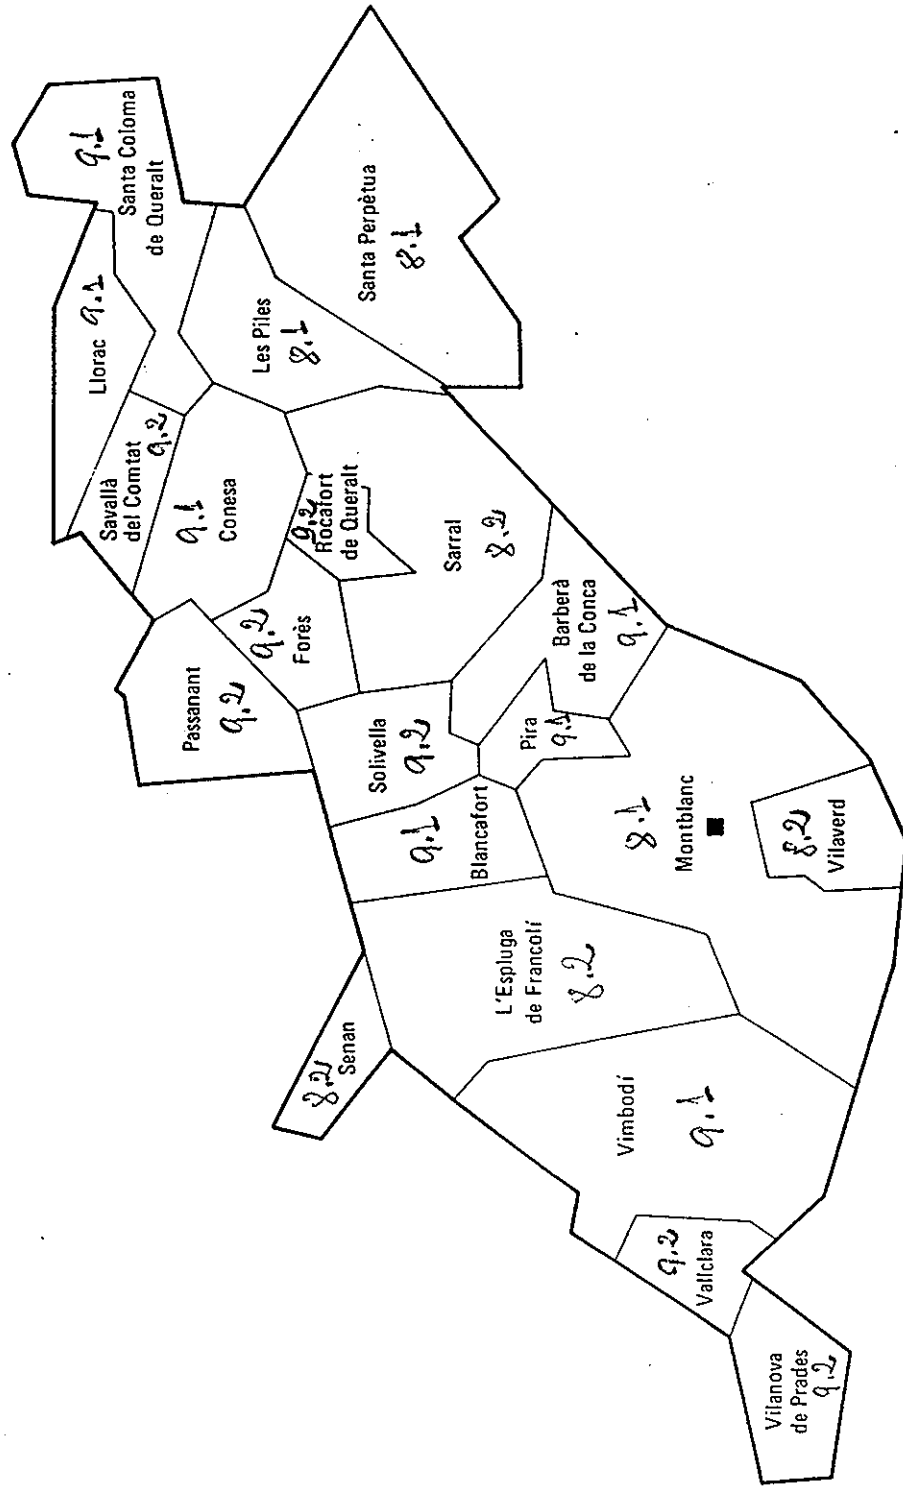 9.1
Santa Coloma
de Queralt
Llorac 9.1
Savallà
del Comtat
9.2
9.1
Conesa
Les Piles
8.1
Santa Perpètua
8.1
Passanant
9.2
9.2
Forès
9.2
Rocafort
de Queralt
Sarral
8.2
Solivella
9.2
Pira
9.1
Barberà
de la Conca
9.1
9.1
Blancafort
8.1
Montblanc
8.2
Vilaverd
L'Espluga
de Francolí
8.2
8.2
Senan
Vimbodí
9.1
9.2
Vallclara
Vilanova
de Prades
9.2